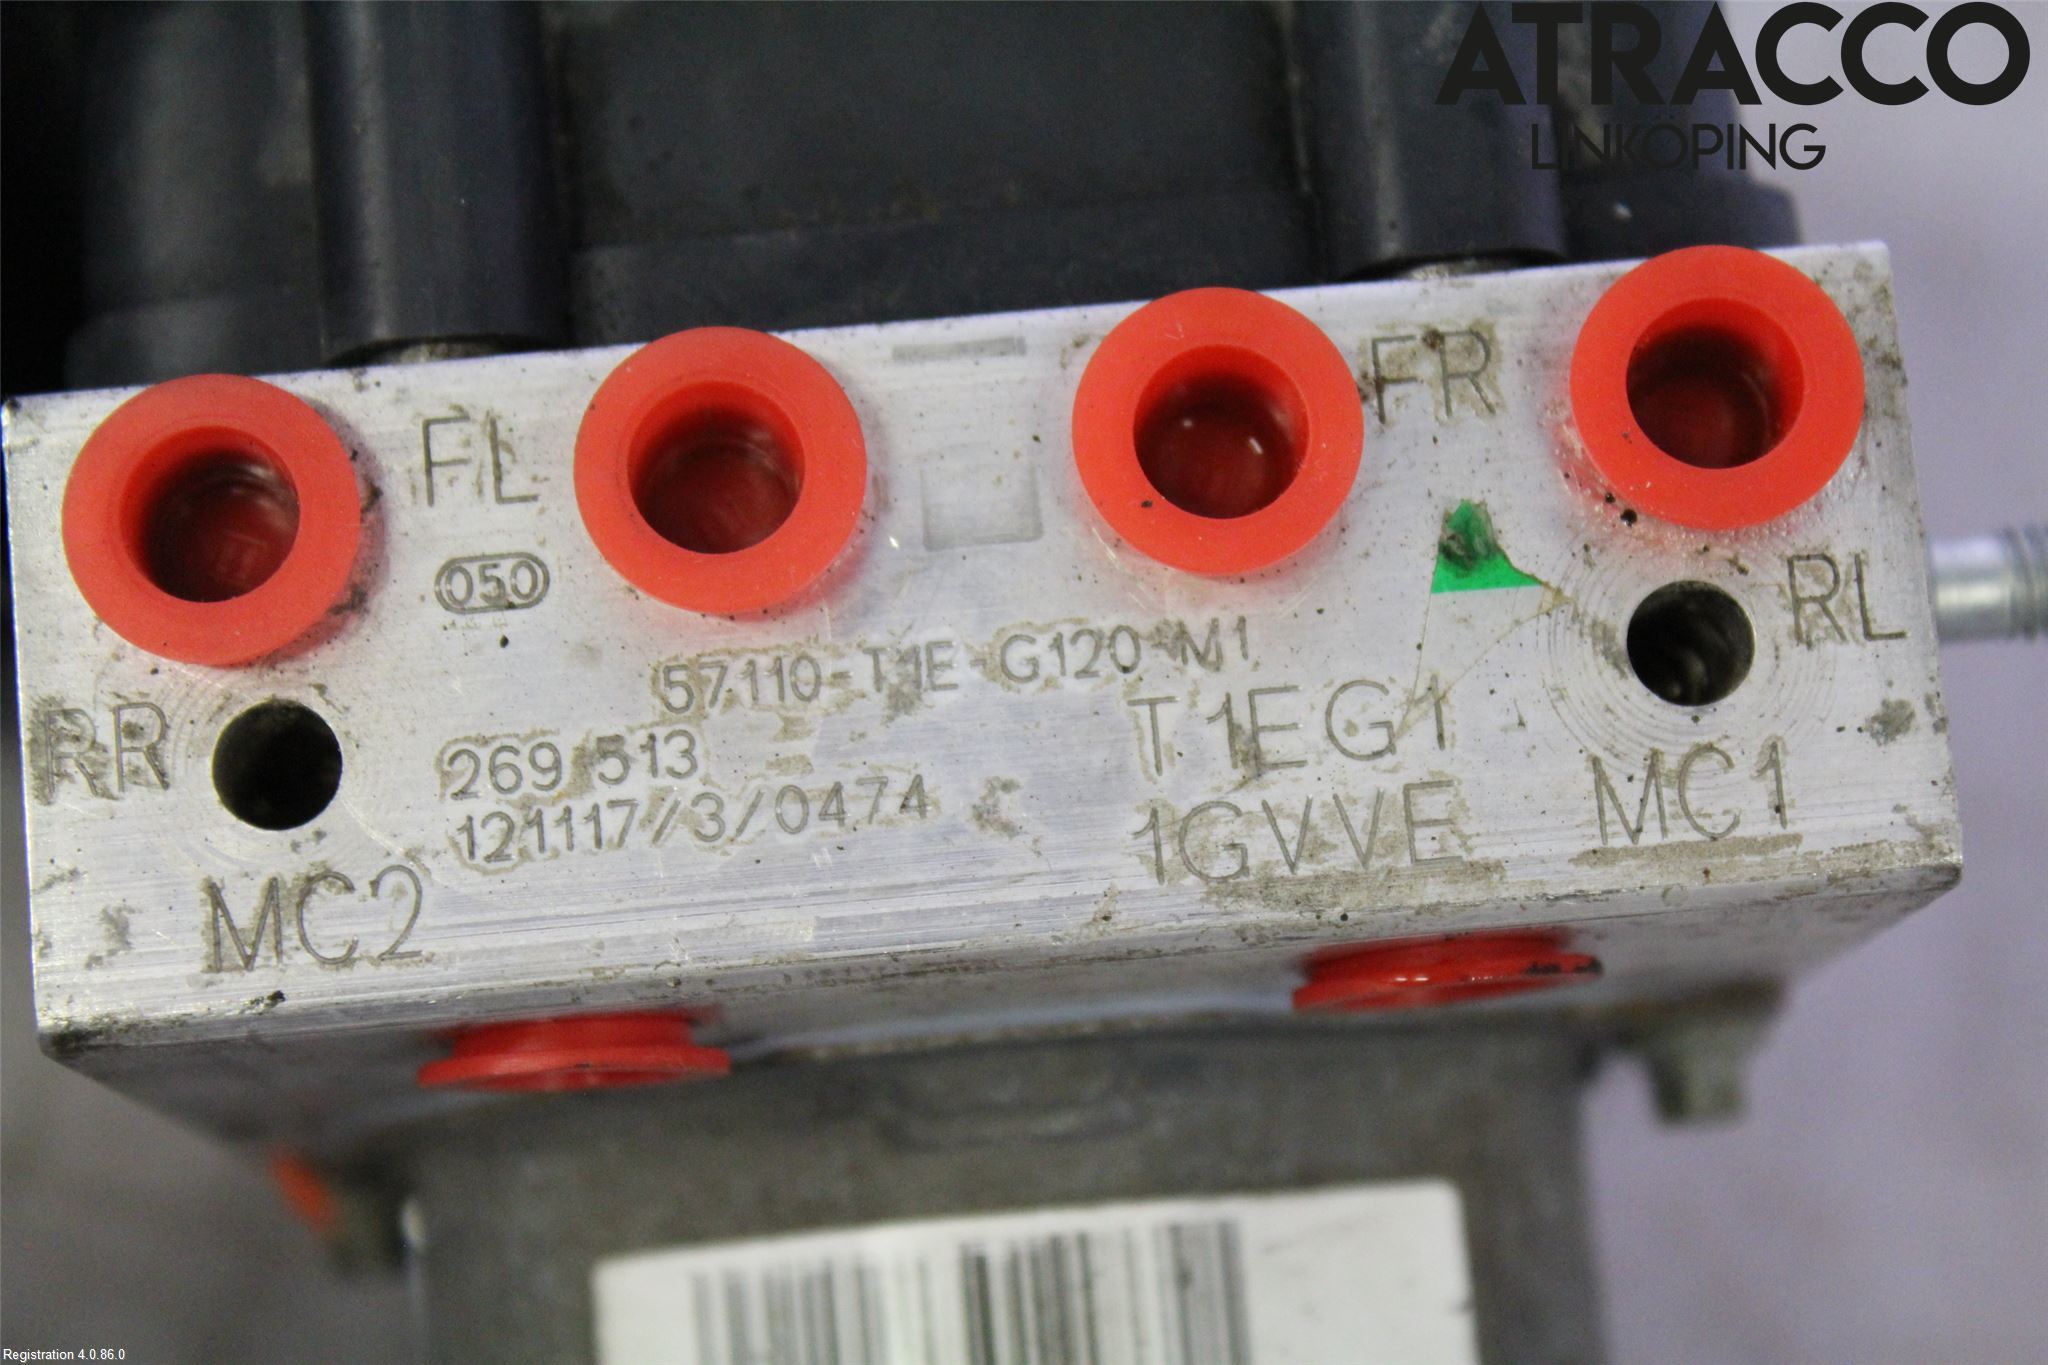 ATRACCO
LINKÖPING
FL
FR
050
RL
57110-T1E-G120-M1
RR
269 513
T1EG1
121117/3/0474
1GVVE
MC1
MC2
Registration 4.0.86.0